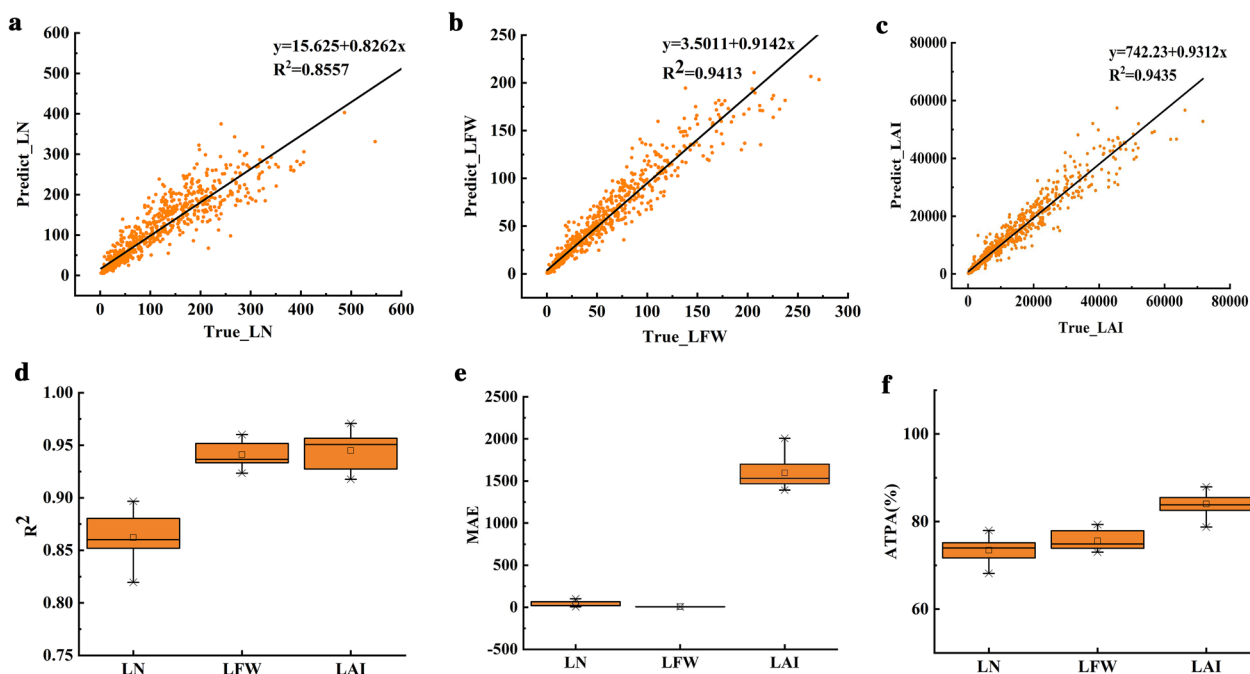 a
y=15.625+0.8262x
R²=0.8557
600
500
400
300
200
100
0
Predict_LN
0 100 200 300 400 500 600
True_LN
b
y=3.5011+0.9142x
R²=0.9413
250
200
150
100
50
0
Predict_LFW
0 50 100 150 200 250 300
True_LFW
c
y=742.23+0.9312x
R²=0.9435
80000
60000
40000
20000
0
Predict_LAI
0 20000 40000 60000 80000
True_LAI
d
1.00
0.95
0.90
0.85
0.80
0.75
R²
LN LFW LAI
e
2500
2000
1500
1000
500
0
-500
MAE
LN LFW LAI
f
100
80
60
ATPA(%)
LN LFW LAI